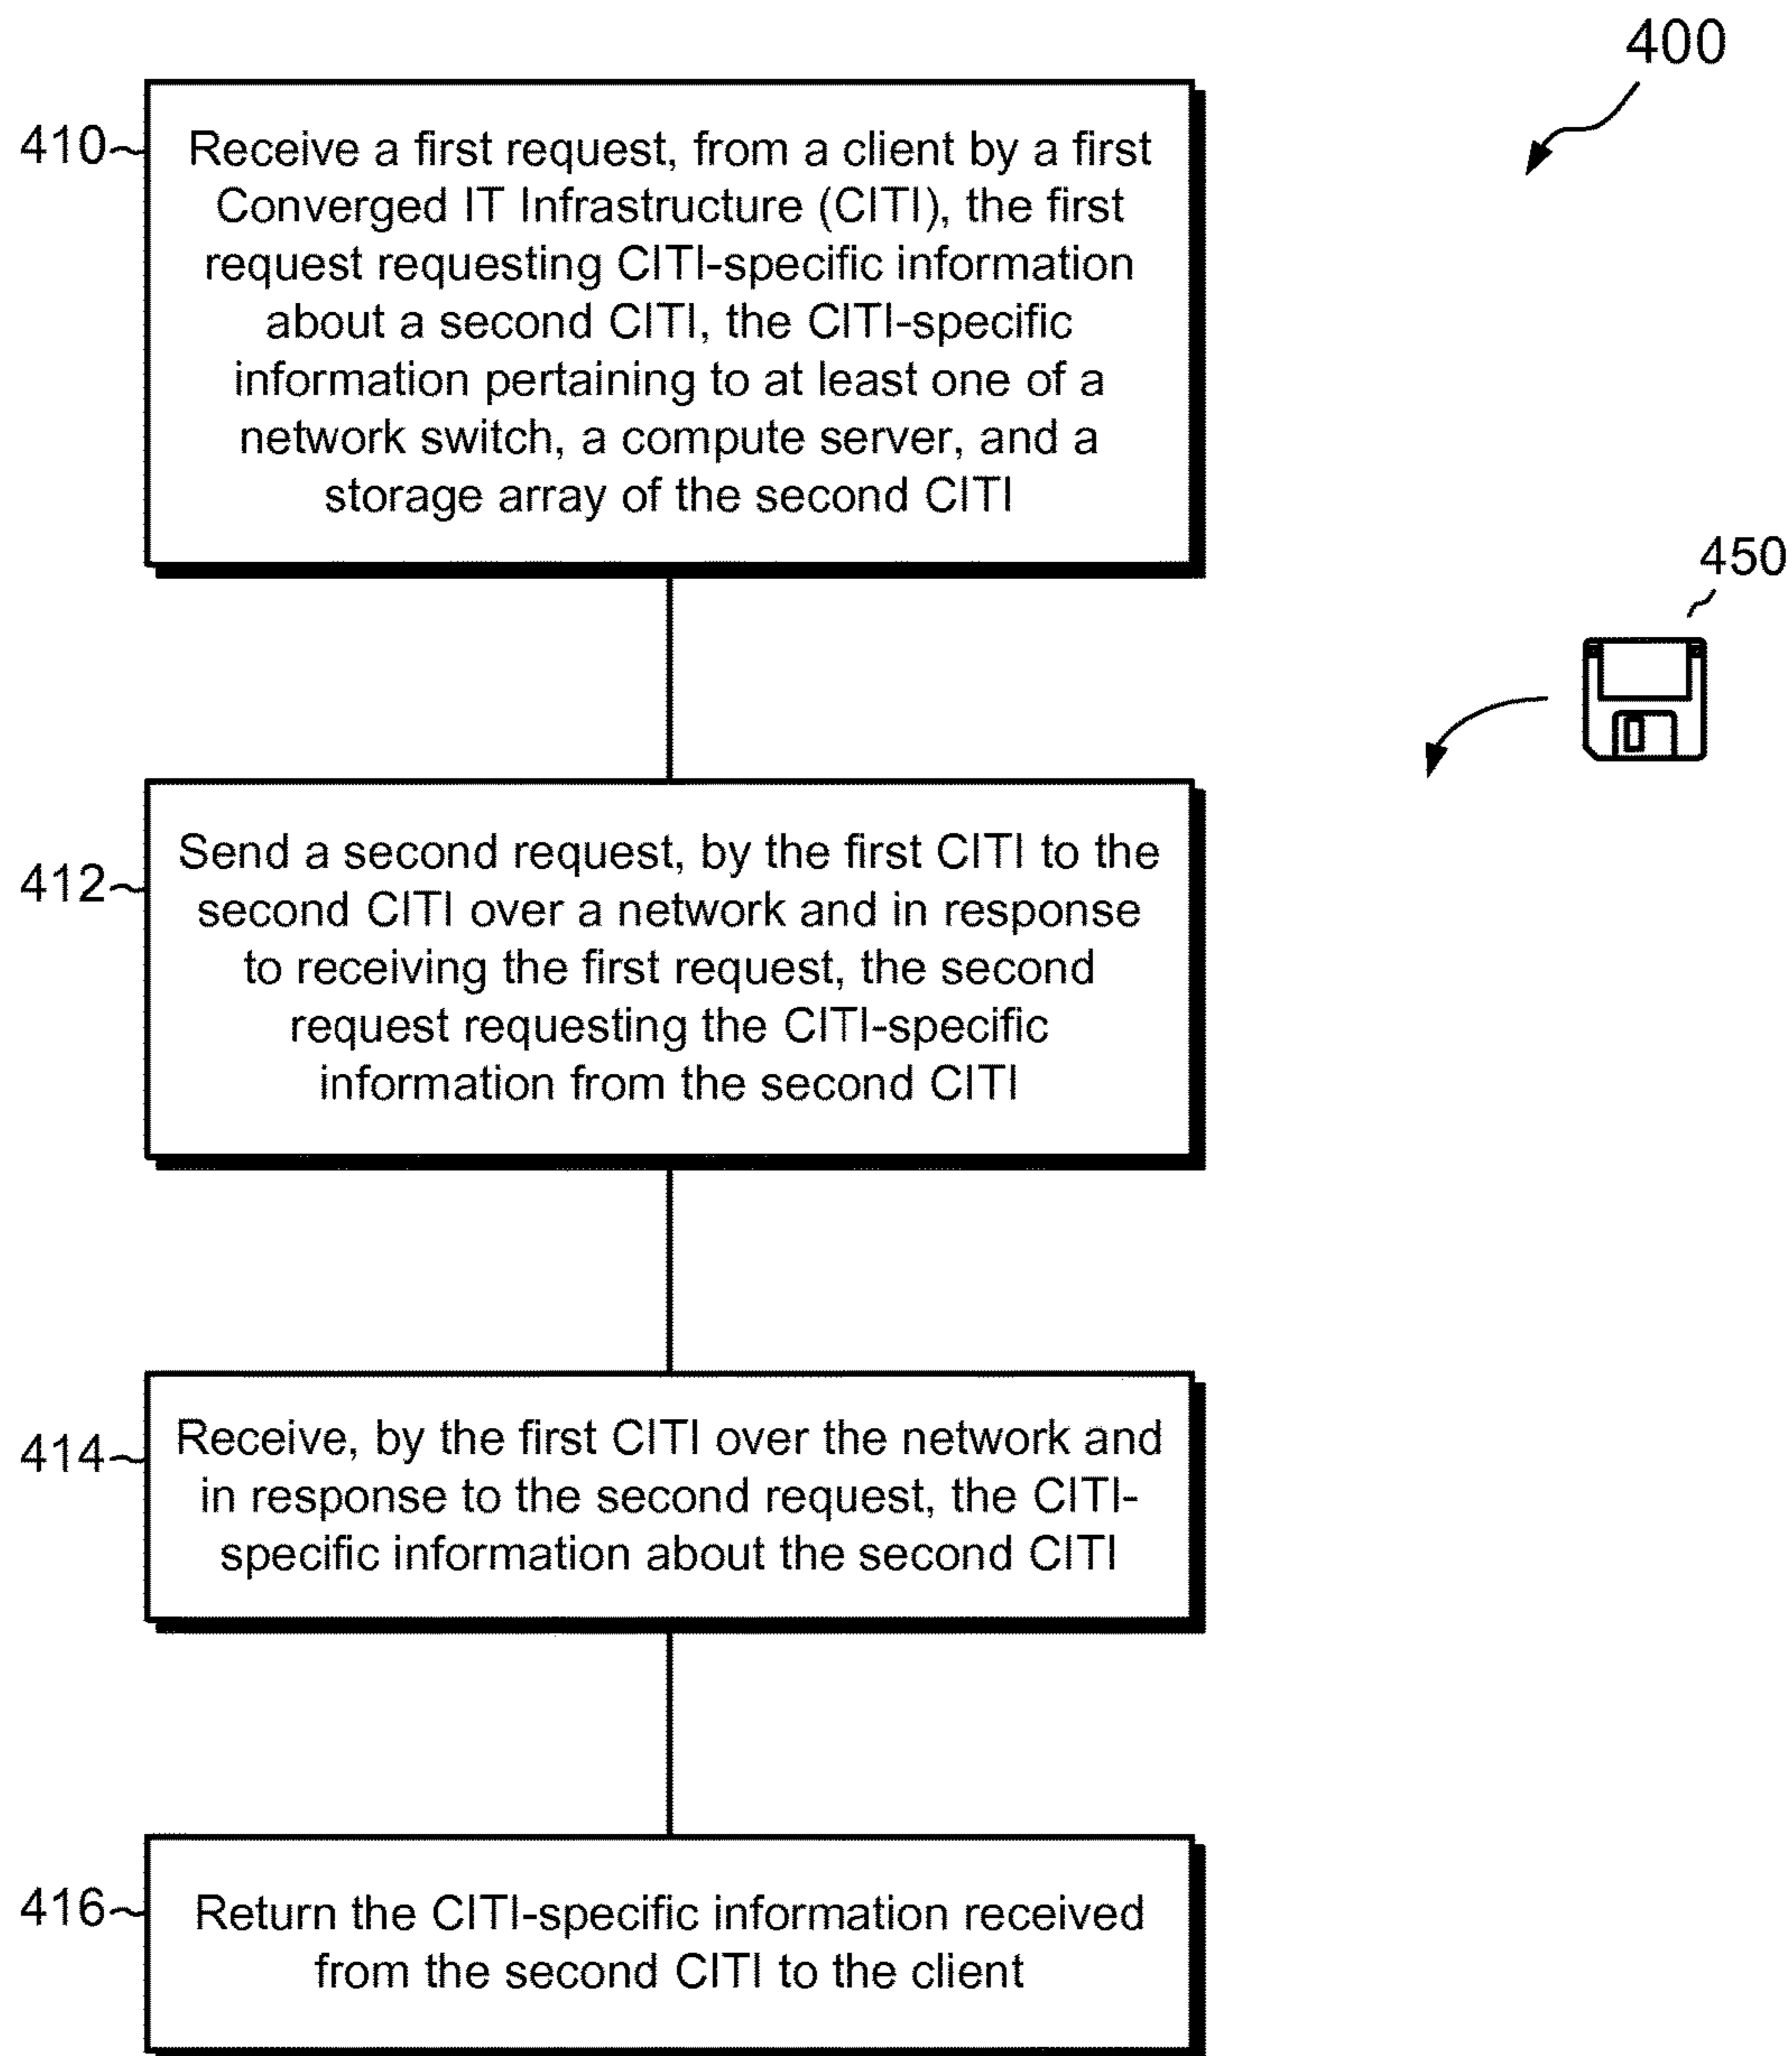 400
410
Receive a first request, from a client by a first
Converged IT Infrastructure (CITI), the first
request requesting CITI-specific information
about a second CITI, the CITI-specific
information pertaining to at least one of a
network switch, a compute server, and a
storage array of the second CITI
450
412
Send a second request, by the first CITI to the
second CITI over a network and in response
to receiving the first request, the second
request requesting the CITI-specific
information from the second CITI
414
Receive, by the first CITI over the network and
in response to the second request, the CITI-
specific information about the second CITI
416
Return the CITI-specific information received
from the second CITI to the client